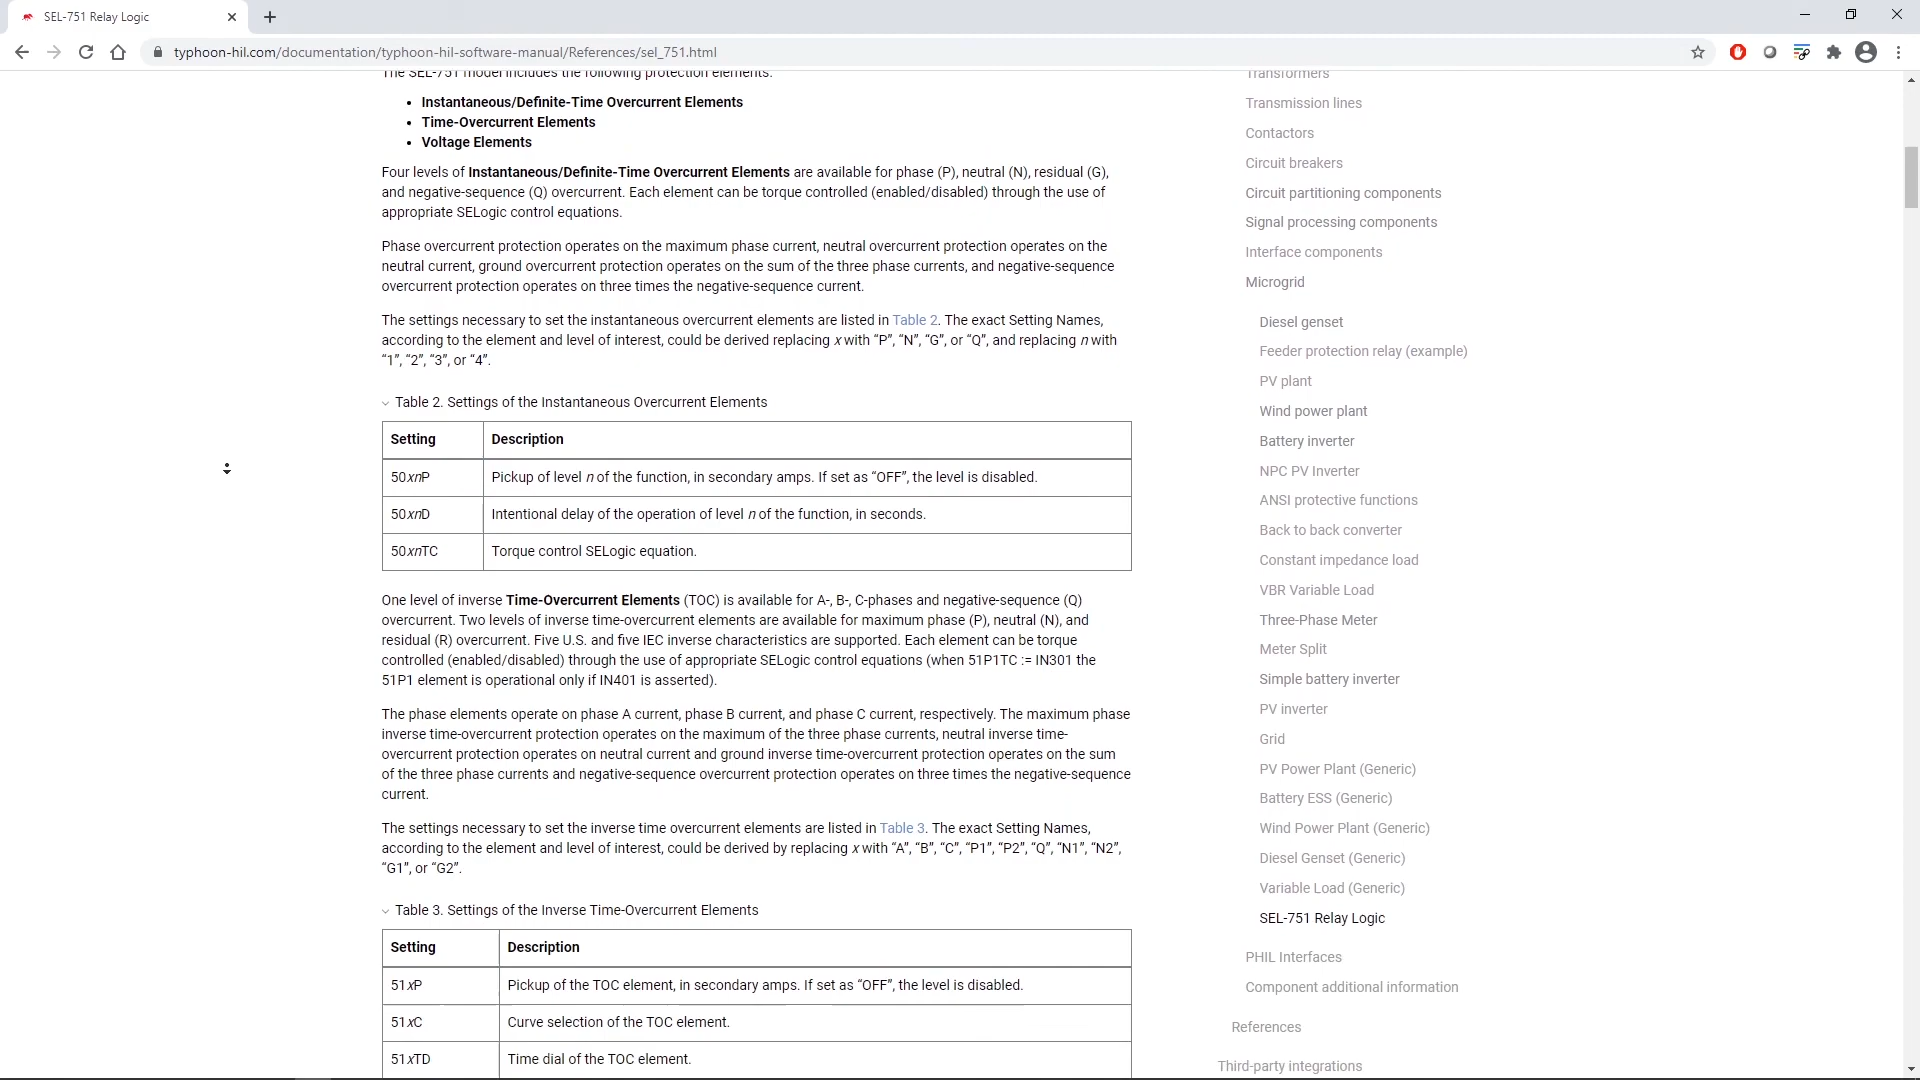 SEL-751 Relay Logic
typhoon-hil.com/documentation/typhoon-hil-software-manual/References/sel_751.html
The SEL-751 model includes the following protection elements:
• Instantaneous/Definite-Time Overcurrent Elements
• Time-Overcurrent Elements
• Voltage Elements
Four levels of Instantaneous/Definite-Time Overcurrent Elements are available for phase (P), neutral (N), residual (G),
and negative-sequence (Q) overcurrent. Each element can be torque controlled (enabled/disabled) through the use of
appropriate SELogic control equations.
Phase overcurrent protection operates on the maximum phase current, neutral overcurrent protection operates on the
neutral current, ground overcurrent protection operates on the sum of the three phase currents, and negative-sequence
overcurrent protection operates on three times the negative-sequence current.
The settings necessary to set the instantaneous overcurrent elements are listed in Table 2. The exact Setting Names,
according to the element and level of interest, could be derived replacing x with “P”, “N”, “G”, or “Q”, and replacing n with
“1”, “2”, “3”, or “4”.
Table 2. Settings of the Instantaneous Overcurrent Elements
Setting Description
50xnP Pickup of level n of the function, in secondary amps. If set as “OFF”, the level is disabled.
50xnD Intentional delay of the operation of level n of the function, in seconds.
50xnTC Torque control SELogic equation.
One level of inverse Time-Overcurrent Elements (TOC) is available for A-, B-, C-phases and negative-sequence (Q)
overcurrent. Two levels of inverse time-overcurrent elements are available for maximum phase (P), neutral (N), and
residual (R) overcurrent. Five U.S. and five IEC inverse characteristics are supported. Each element can be torque
controlled (enabled/disabled) through the use of appropriate SELogic control equations (when 51P1TC := IN301 the
51P1 element is operational only if IN401 is asserted).
The phase elements operate on phase A current, phase B current, and phase C current, respectively. The maximum phase
inverse time-overcurrent protection operates on the maximum of the three phase currents, neutral inverse time-
overcurrent protection operates on neutral current and ground inverse time-overcurrent protection operates on the sum
of the three phase currents and negative-sequence overcurrent protection operates on three times the negative-sequence
current.
The settings necessary to set the inverse time overcurrent elements are listed in Table 3. The exact Setting Names,
according to the element and level of interest, could be derived by replacing x with “A”, “B”, “C”, “P1”, “P2”, “Q”, “N1”, “N2”,
“G1”, or “G2”.
Table 3. Settings of the Inverse Time-Overcurrent Elements
Setting Description
51xP Pickup of the TOC element, in secondary amps. If set as “OFF”, the level is disabled.
51xC Curve selection of the TOC element.
51xTD Time dial of the TOC element.
Transformers
Transmission lines
Contactors
Circuit breakers
Circuit partitioning components
Signal processing components
Interface components
Microgrid
Diesel genset
Feeder protection relay (example)
PV plant
Wind power plant
Battery inverter
NPC PV Inverter
ANSI protective functions
Back to back converter
Constant impedance load
VBR Variable Load
Three-Phase Meter
Meter Split
Simple battery inverter
PV inverter
Grid
PV Power Plant (Generic)
Battery ESS (Generic)
Wind Power Plant (Generic)
Diesel Genset (Generic)
Variable Load (Generic)
SEL-751 Relay Logic
PHIL Interfaces
Component additional information
References
Third-party integrations